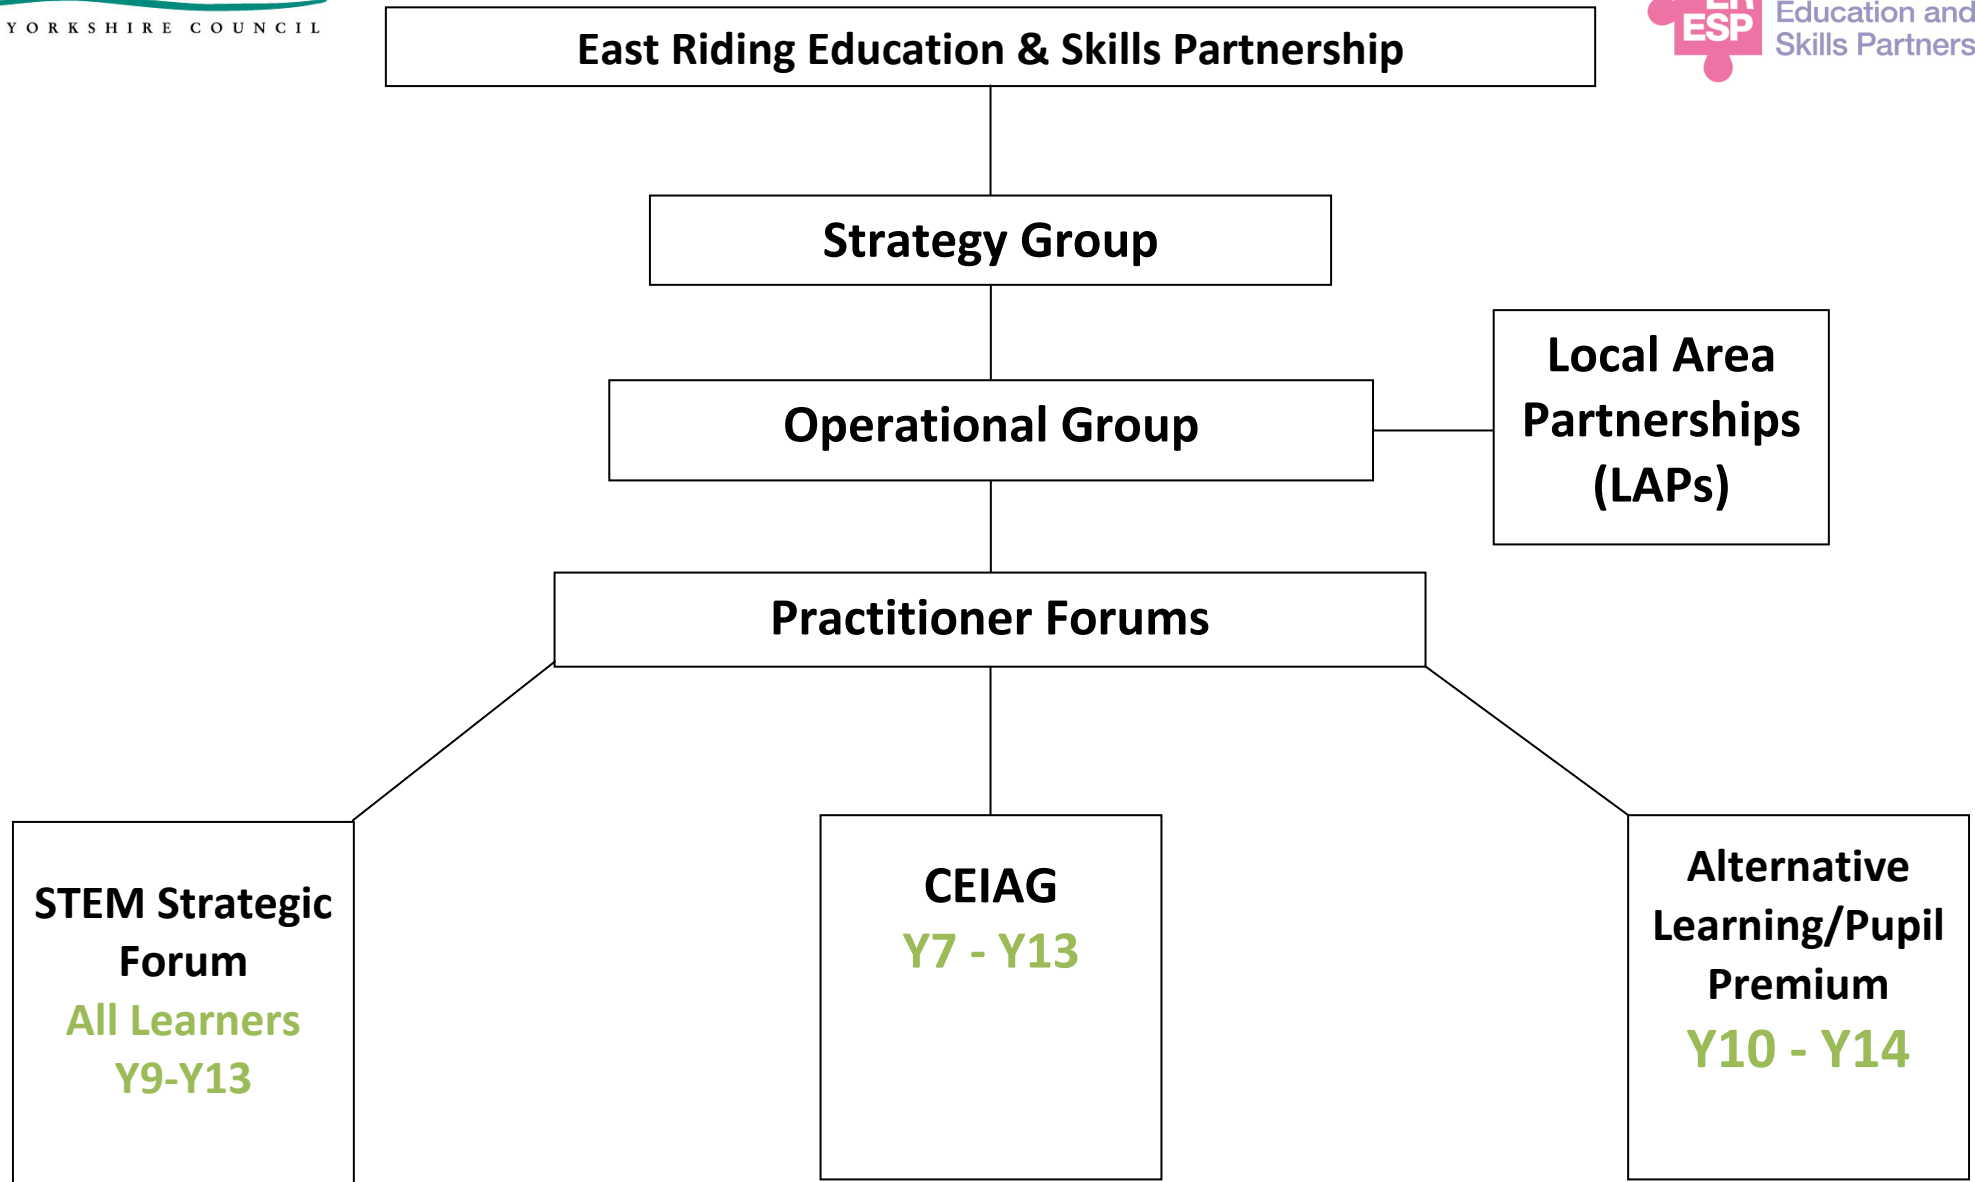 YORKSHIRE COUNCIL
East Riding Education & Skills Partnership
ER
ESP
Education and
Skills Partners
Strategy Group
Operational Group
Local Area
Partnerships
(LAPs)
Practitioner Forums
STEM Strategic
Forum
All Learners
Y9-Y13
CEIAG
Y7 - Y13
Alternative
Learning/Pupil
Premium
Y10 - Y14